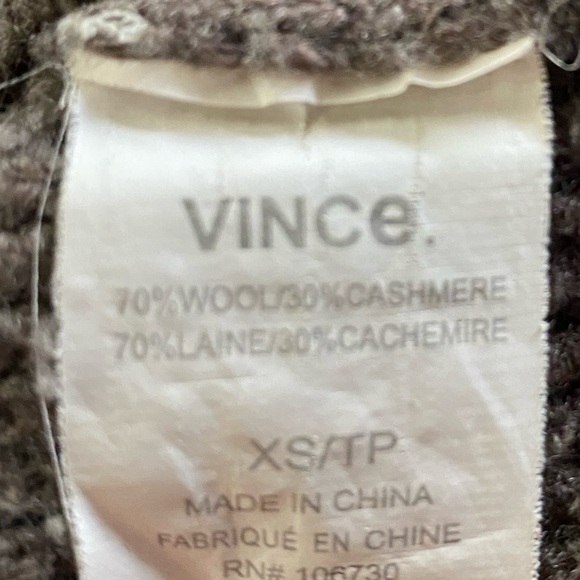 VINCe.
70%WOOL/30%CASHMERE
70%LAINE/30%CACHEMIRE
XS/TP
MADE IN CHINA
FABRIQUÉ EN CHINE
RN# 106730